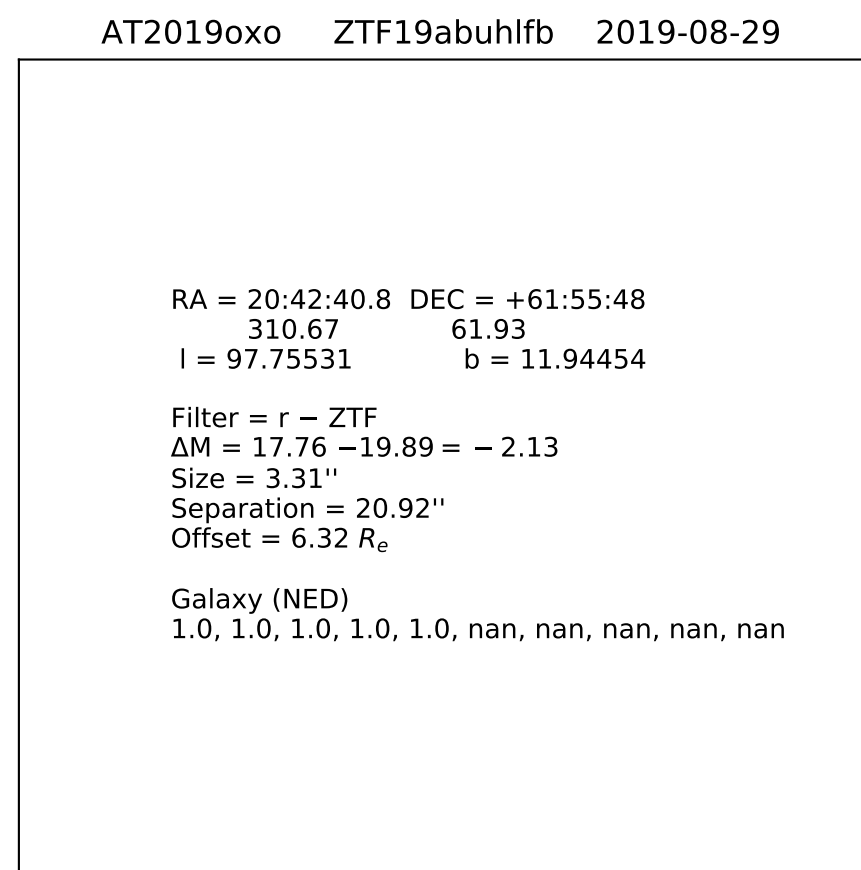 AT2019oxo ZTF19abuhlfb 2019-08-29
RA = 20:42:40.8 DEC = +61:55:48
310.67 61.93
l = 97.75531 b = 11.94454
Filter = r − ZTF
ΔM = 17.76 −19.89 = − 2.13
Size = 3.31''
Separation = 20.92''
Offset = 6.32 Re
Galaxy (NED)
1.0, 1.0, 1.0, 1.0, 1.0, nan, nan, nan, nan, nan